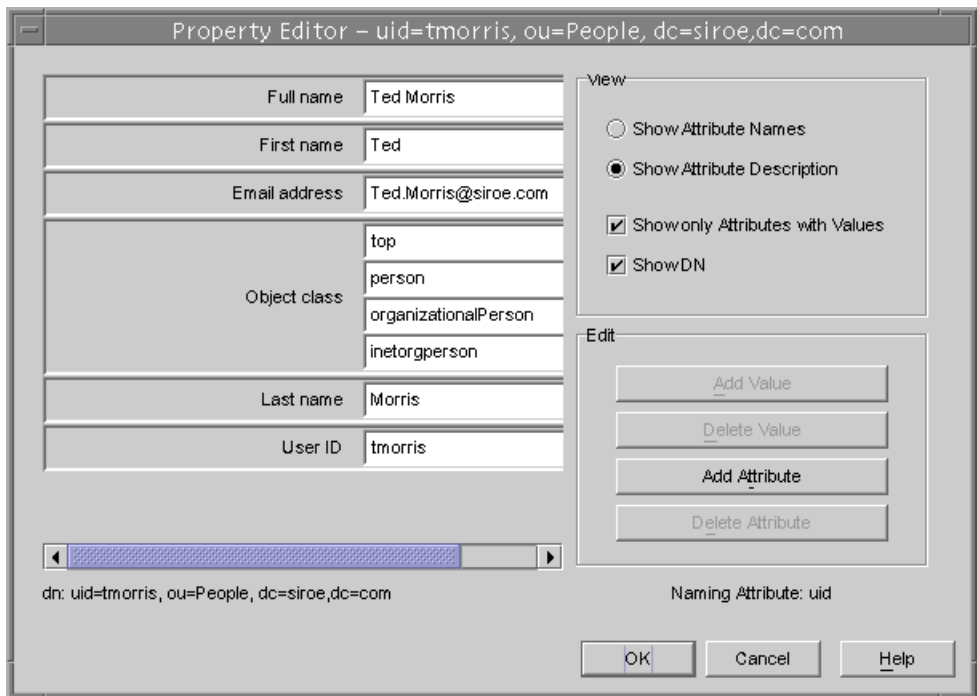 Property Editor – uid=tmorris, ou=People, dc=siroe,dc=com
Full name Ted Morris
First name Ted
Email address Ted.Morris@siroe.com
Object class top
person
organizationalPerson
inetorgperson
Last name Morris
User ID tmorris
dn: uid=tmorris, ou=People, dc=siroe,dc=com
View
Show Attribute Names
Show Attribute Description
Show only Attributes with Values
Show DN
Edit
Add Value
Delete Value
Add Attribute
Delete Attribute
Naming Attribute: uid
OK Cancel Help